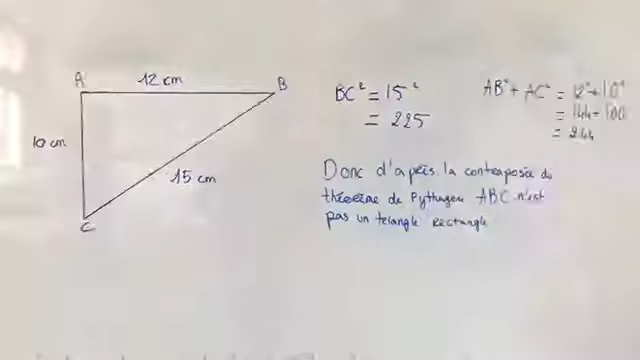 A
12 cm
B
10 cm
15 cm
C
BC² = 15²
= 225
AB² + AC² = 12² + 10²
= 144 + 100
= 244
Donc d'après la contraposée du
théorème de Pythagore ABC n'est
pas un triangle rectangle